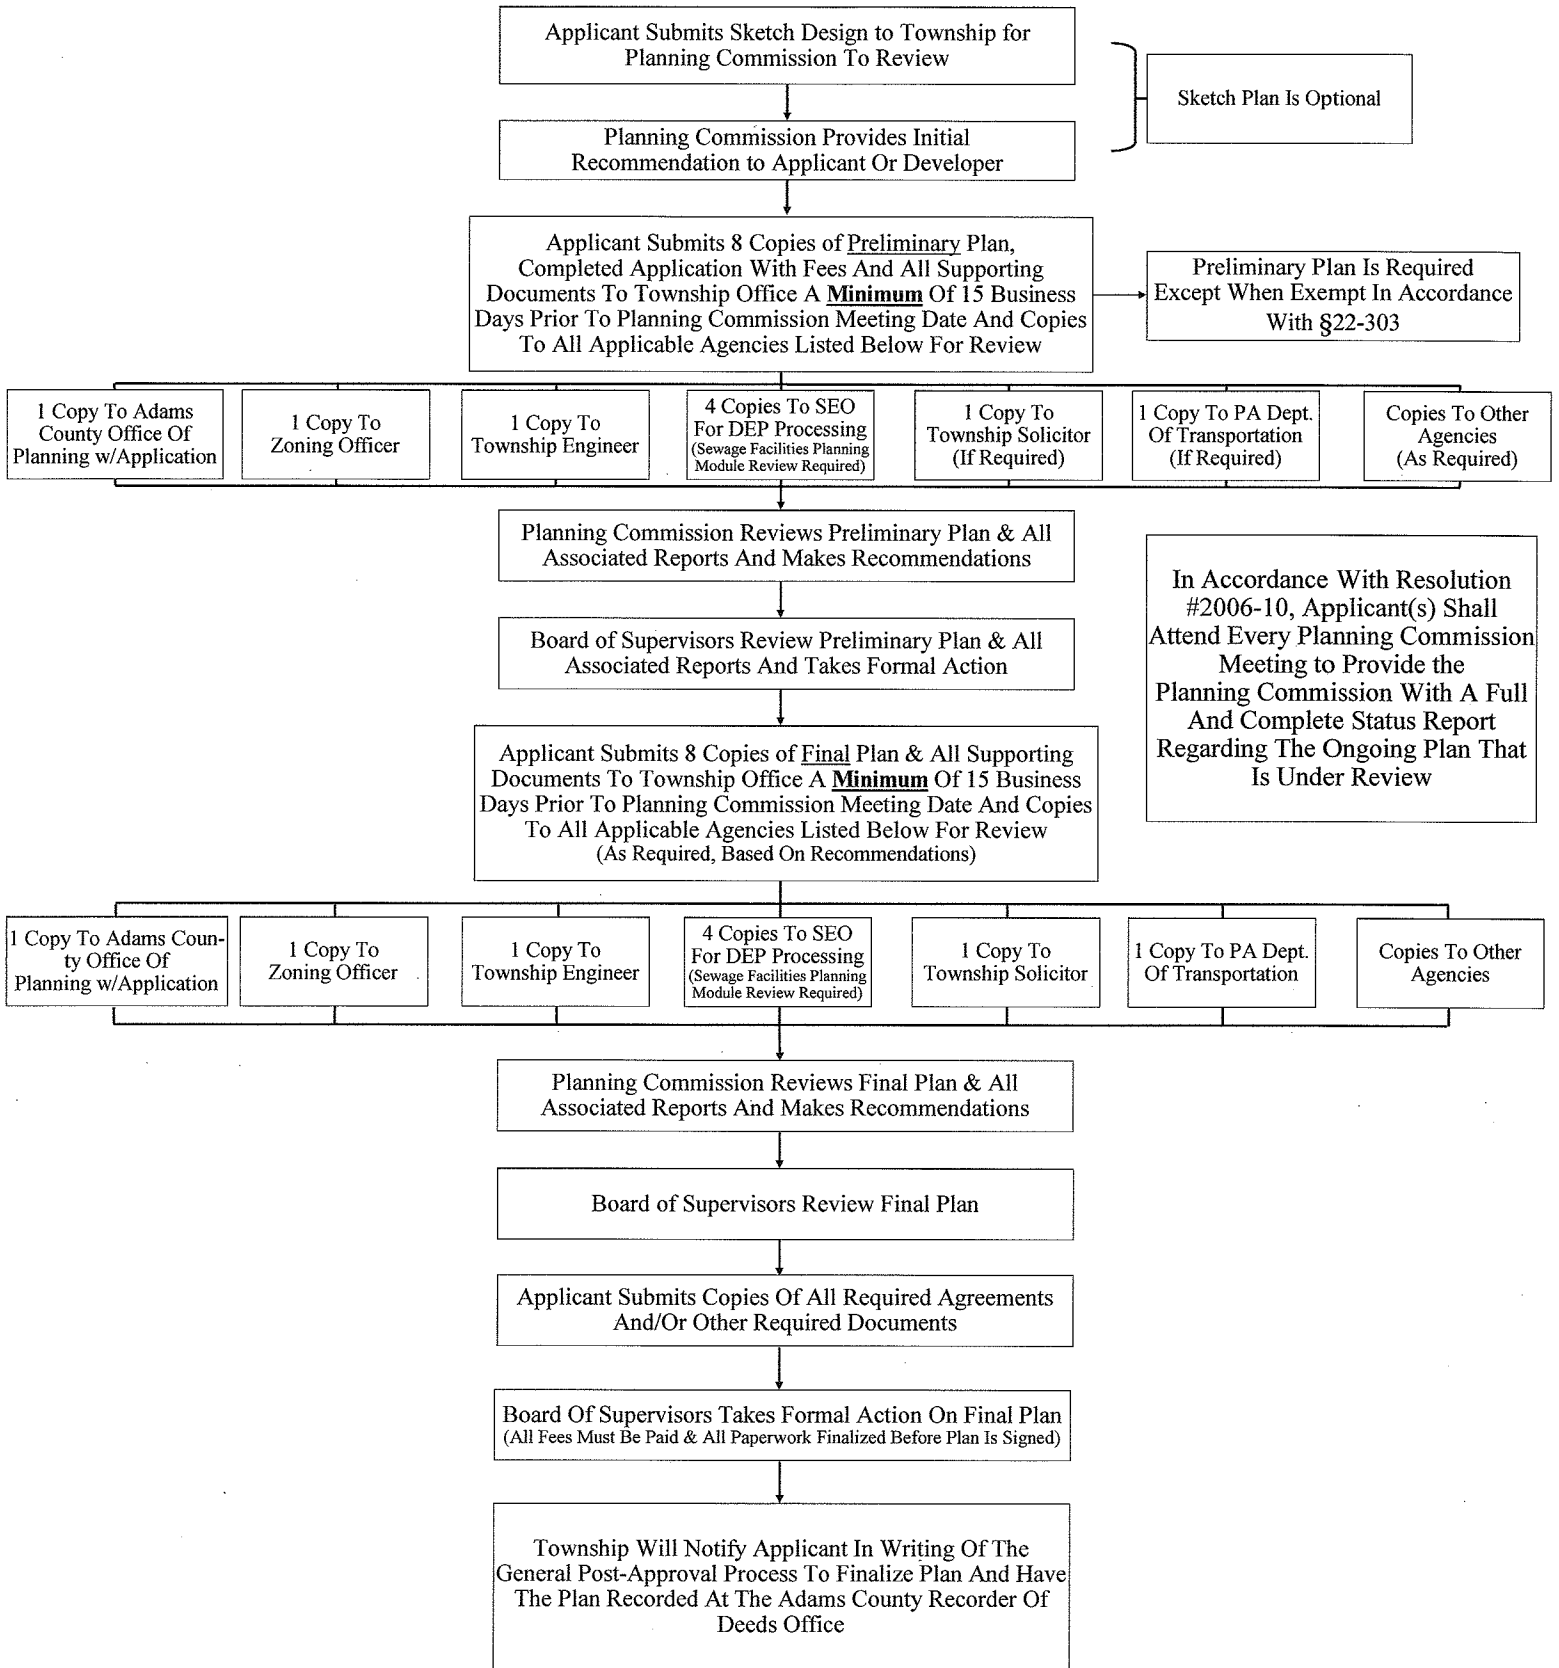 Applicant Submits Sketch Design to Township for
Planning Commission To Review
Sketch Plan Is Optional
Planning Commission Provides Initial
Recommendation to Applicant Or Developer
Applicant Submits 8 Copies of Preliminary Plan,
Completed Application With Fees And All Supporting
Documents To Township Office A Minimum Of 15 Business
Days Prior To Planning Commission Meeting Date And Copies
To All Applicable Agencies Listed Below For Review
Preliminary Plan Is Required
Except When Exempt In Accordance
With §22-303
1 Copy To Adams
County Office Of
Planning w/Application
1 Copy To
Zoning Officer
1 Copy To
Township Engineer
4 Copies To SEO
For DEP Processing
(Sewage Facilities Planning
Module Review Required)
1 Copy To
Township Solicitor
(If Required)
1 Copy To PA Dept.
Of Transportation
(If Required)
Copies To Other
Agencies
(As Required)
Planning Commission Reviews Preliminary Plan & All
Associated Reports And Makes Recommendations
Board of Supervisors Review Preliminary Plan & All
Associated Reports And Takes Formal Action
In Accordance With Resolution
#2006-10, Applicant(s) Shall
Attend Every Planning Commission
Meeting to Provide the
Planning Commission With A Full
And Complete Status Report
Regarding The Ongoing Plan That
Is Under Review
Applicant Submits 8 Copies of Final Plan & All Supporting
Documents To Township Office A Minimum Of 15 Business
Days Prior To Planning Commission Meeting Date And Copies
To All Applicable Agencies Listed Below For Review
(As Required, Based On Recommendations)
1 Copy To Adams Coun-
ty Office Of
Planning w/Application
1 Copy To
Zoning Officer
1 Copy To
Township Engineer
4 Copies To SEO
For DEP Processing
(Sewage Facilities Planning
Module Review Required)
1 Copy To
Township Solicitor
1 Copy To PA Dept.
Of Transportation
Copies To Other
Agencies
Planning Commission Reviews Final Plan & All
Associated Reports And Makes Recommendations
Board of Supervisors Review Final Plan
Applicant Submits Copies Of All Required Agreements
And/Or Other Required Documents
Board Of Supervisors Takes Formal Action On Final Plan
(All Fees Must Be Paid & All Paperwork Finalized Before Plan Is Signed)
Township Will Notify Applicant In Writing Of The
General Post-Approval Process To Finalize Plan And Have
The Plan Recorded At The Adams County Recorder Of
Deeds Office